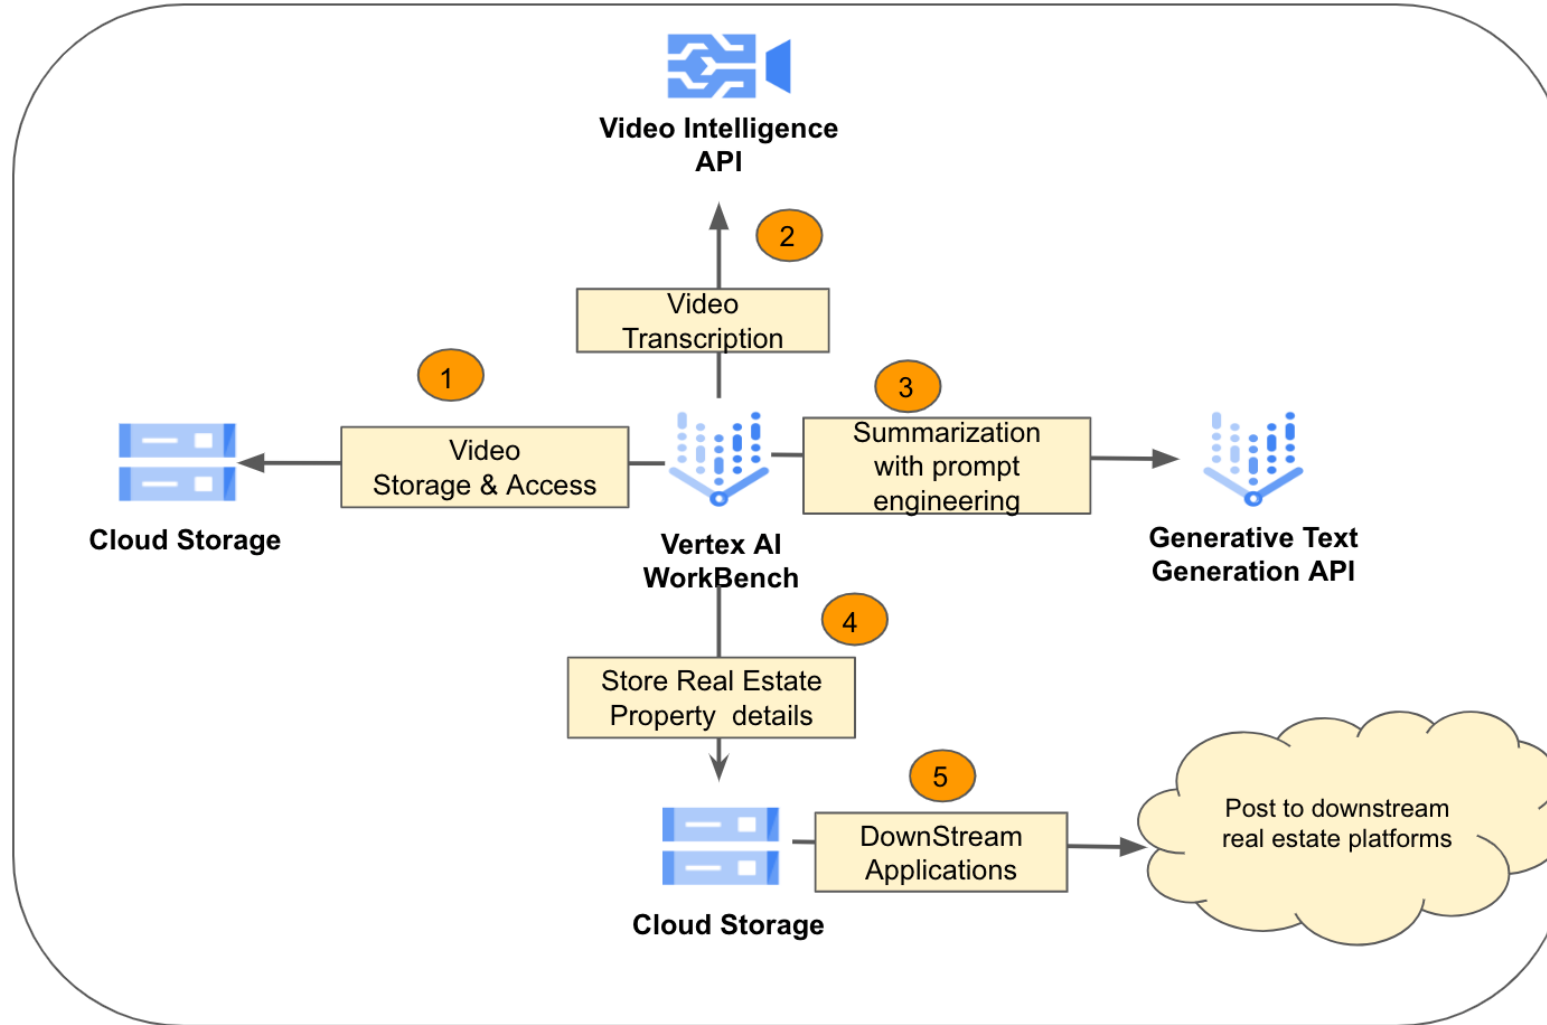 Video Intelligence
API
2
Video
Transcription
1
3
Video
Storage & Access
Summarization
with prompt
engineering
Cloud Storage
Vertex AI
WorkBench
Generative Text
Generation API
4
Store Real Estate
Property  details
5
DownStream
Applications
Post to downstream
real estate platforms
Cloud Storage